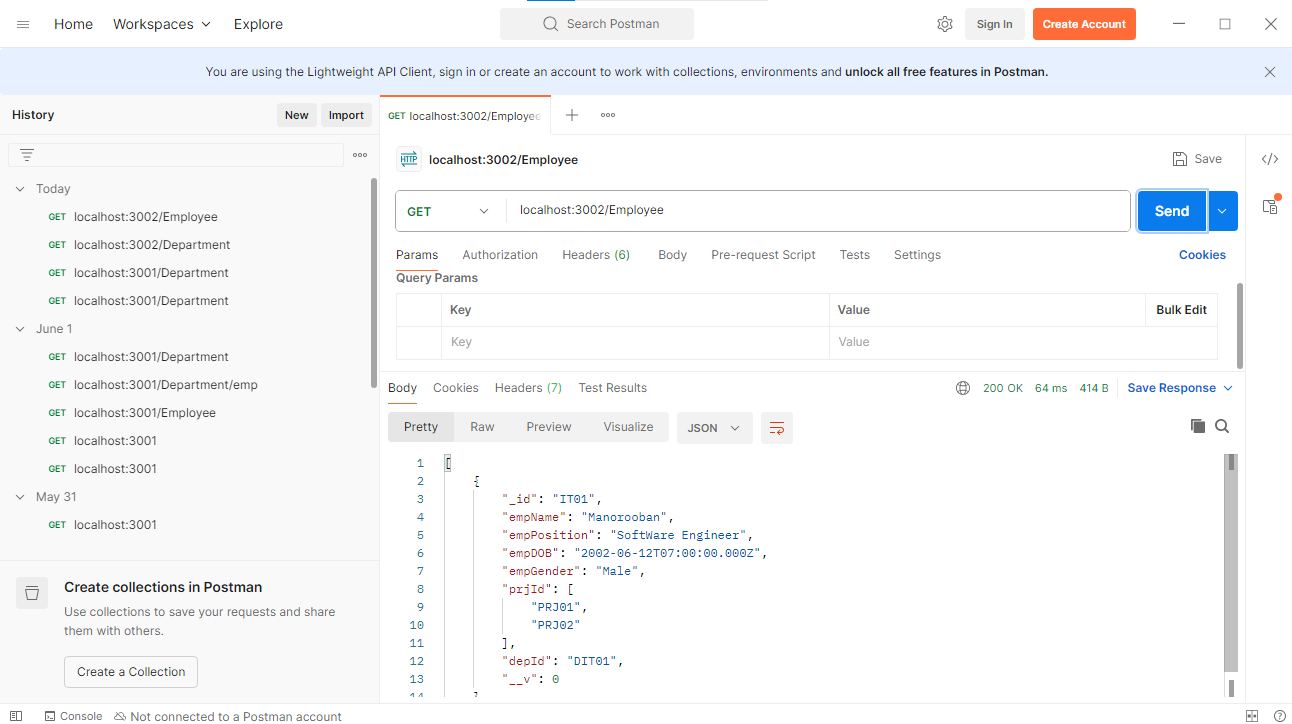 Home Workspaces Explore Search Postman Sign In Create Account
You are using the Lightweight API Client, sign in or create an account to work with collections, environments and unlock all free features in Postman.
History New Import
Today
GET localhost:3002/Employee
GET localhost:3002/Department
GET localhost:3001/Department
GET localhost:3001/Department
June 1
GET localhost:3001/Department
GET localhost:3001/Department/emp
GET localhost:3001/Employee
GET localhost:3001
GET localhost:3001
May 31
GET localhost:3001
Create collections in Postman
Use collections to save your requests and share
them with others.
Create a Collection
GET localhost:3002/Employee
HTTP localhost:3002/Employee Save
GET localhost:3002/Employee Send
Params Authorization Headers (6) Body Pre-request Script Tests Settings Cookies
Query Params
Key Value Bulk Edit
Key Value
Body Cookies Headers (7) Test Results 200 OK 64 ms 414 B Save Response
Pretty Raw Preview Visualize JSON
1 [
2 {
3 "_id": "IT01",
4 "empName": "Manorooban",
5 "empPosition": "SoftWare Engineer",
6 "empDOB": "2002-06-12T07:00:00.000Z",
7 "empGender": "Male",
8 "prjId": [
9 "PRJ01",
10 "PRJ02"
11 ],
12 "depId": "DIT01",
13 "__v": 0
Console Not connected to a Postman account